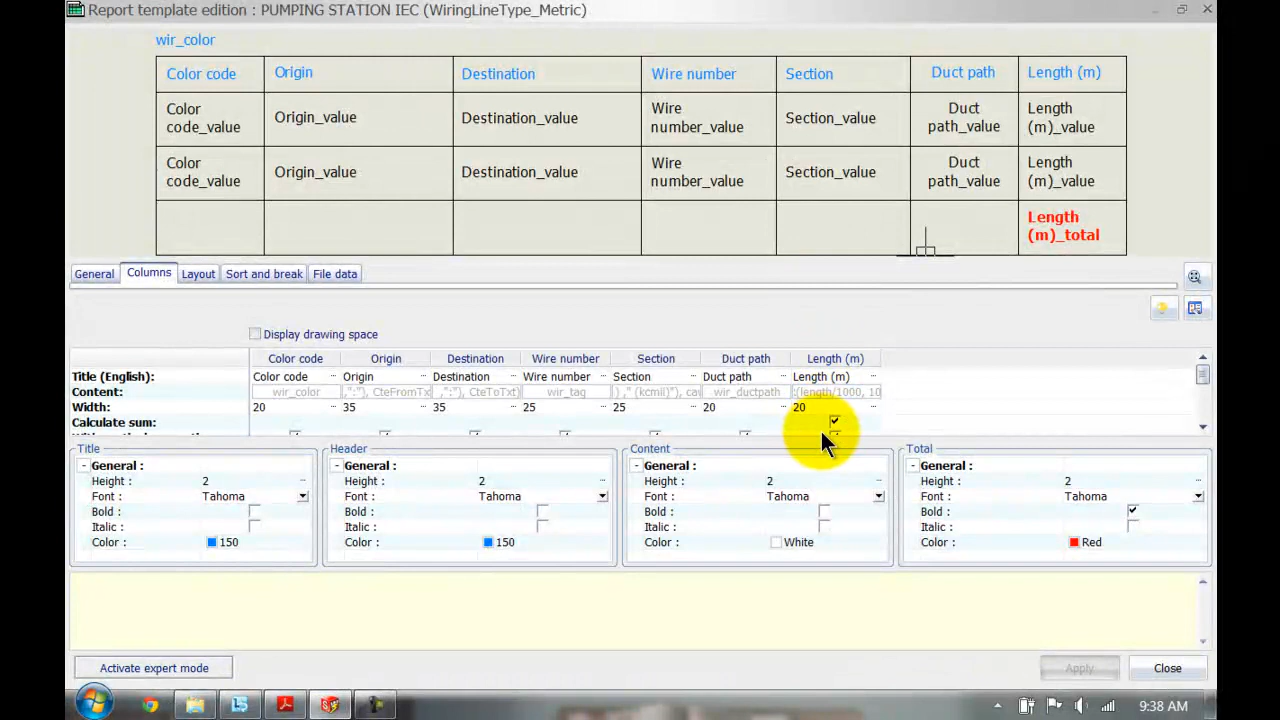 Report template edition : PUMPING STATION IEC (WiringLineType_Metric)
wir_color
Color code Origin Destination Wire number Section Duct path Length (m)
Color code_value Origin_value Destination_value Wire number_value Section_value Duct path_value Length (m)_value
Color code_value Origin_value Destination_value Wire number_value Section_value Duct path_value Length (m)_value
Length (m)_total
General Columns Layout Sort and break File data
Display drawing space
Color code Origin Destination Wire number Section Duct path Length (m)
Title (English): Color code Origin Destination Wire number Section Duct path Length (m)
Content: wir_color ,":"), CteFromTx ,":"), CteToTxt) wir_tag ) ," (kcmil)"), ca wir_ductpath :(length/1000, 10
Width: 20 35 35 25 25 20 20
Calculate sum:
Title Header Content Total
General : General : General : General :
Height : 2 Height : 2 Height : 2 Height : 2
Font : Tahoma Font : Tahoma Font : Tahoma Font : Tahoma
Bold : Bold : Bold : Bold :
Italic : Italic : Italic : Italic :
Color : 150 Color : 150 Color : White Color : Red
Activate expert mode Apply Close
9:38 AM